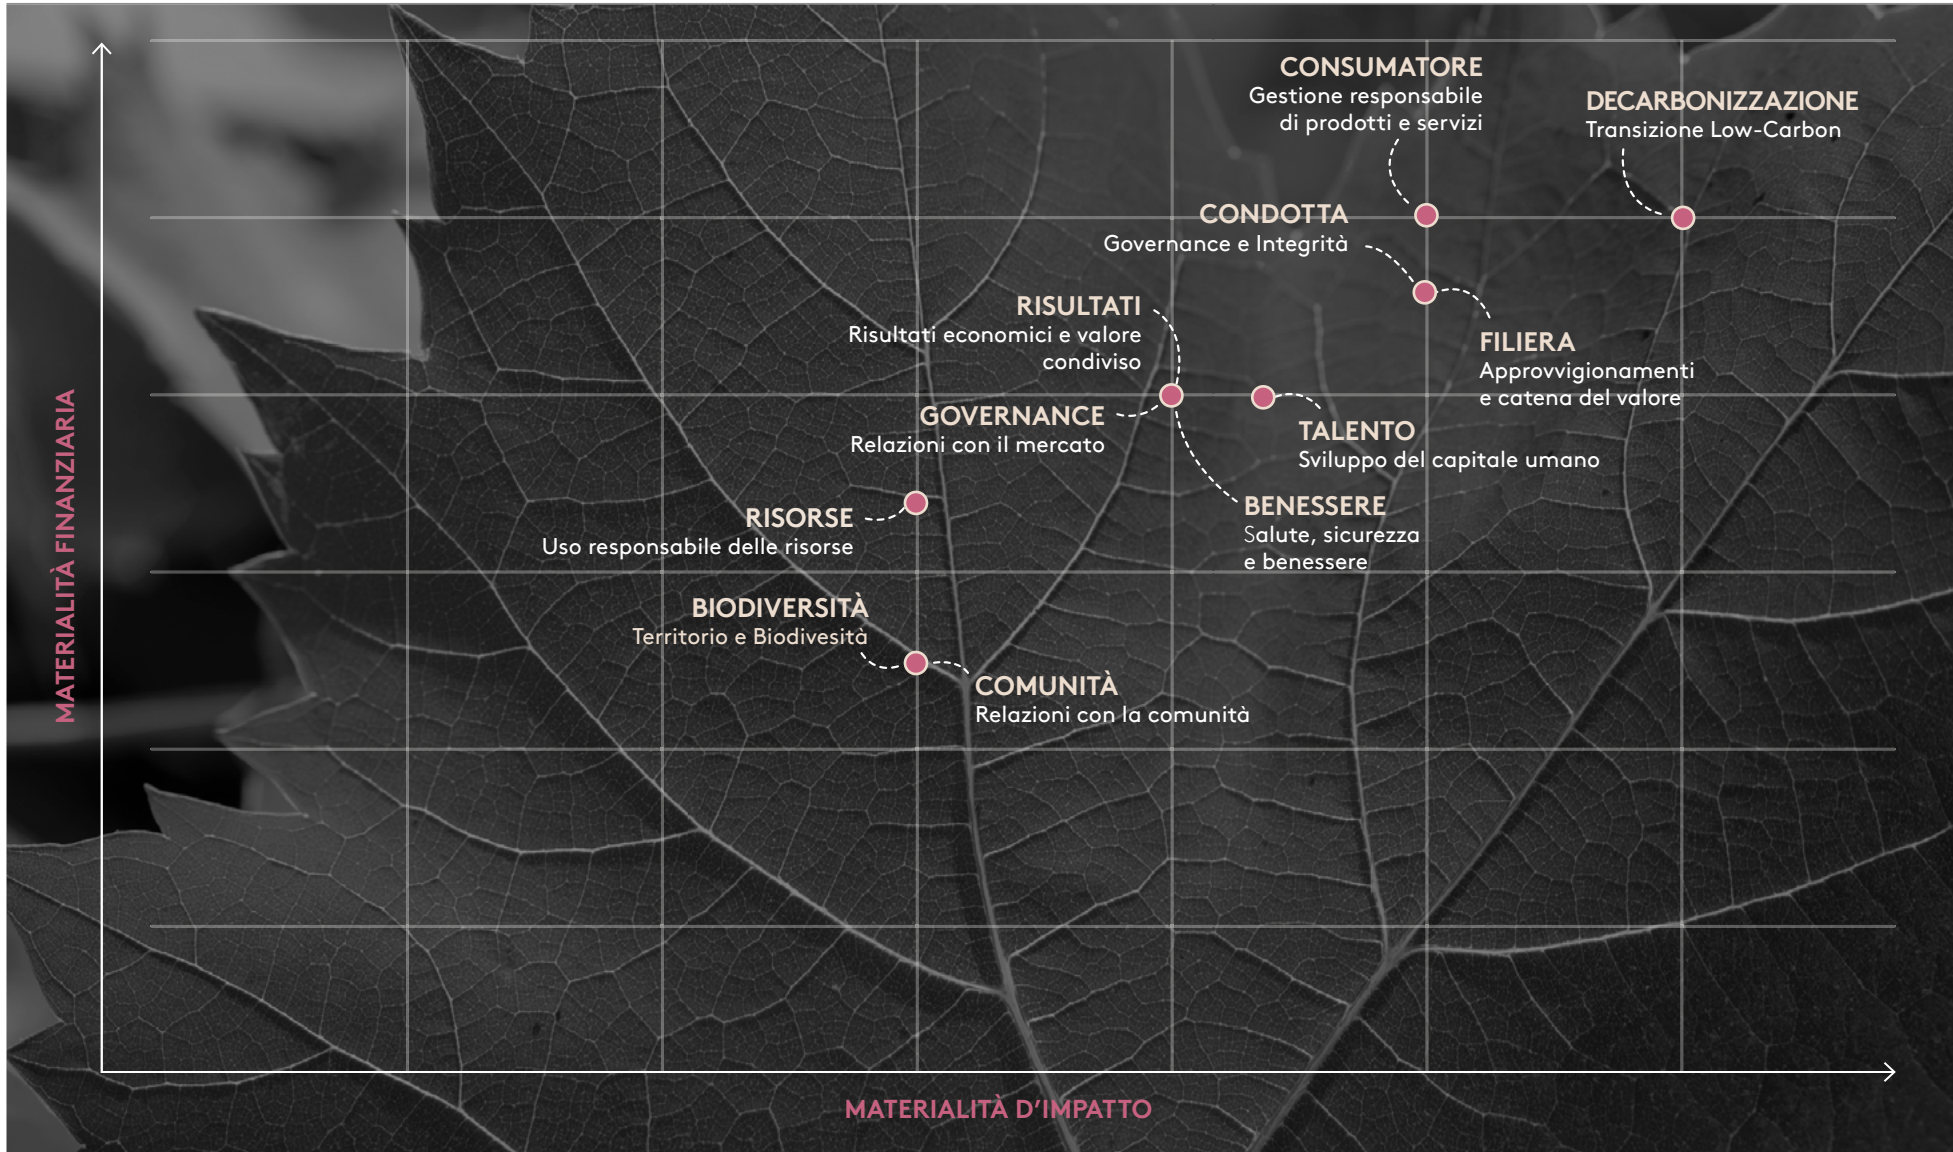 CONSUMATORE
Gestione responsabile
di prodotti e servizi
DECARBONIZZAZIONE
Transizione Low-Carbon
CONDOTTA
Governance e Integrità
RISULTATI
Risultati economici e valore
condiviso
FILIERA
Approvvigionamenti
e catena del valore
GOVERNANCE
Relazioni con il mercato
TALENTO
Sviluppo del capitale umano
BENESSERE
Salute, sicurezza
e benessere
RISORSE
Uso responsabile delle risorse
BIODIVERSITÀ
Territorio e Biodivesità
COMUNITÀ
Relazioni con la comunità
MATERIALITÀ FINANZIARIA
MATERIALITÀ D'IMPATTO